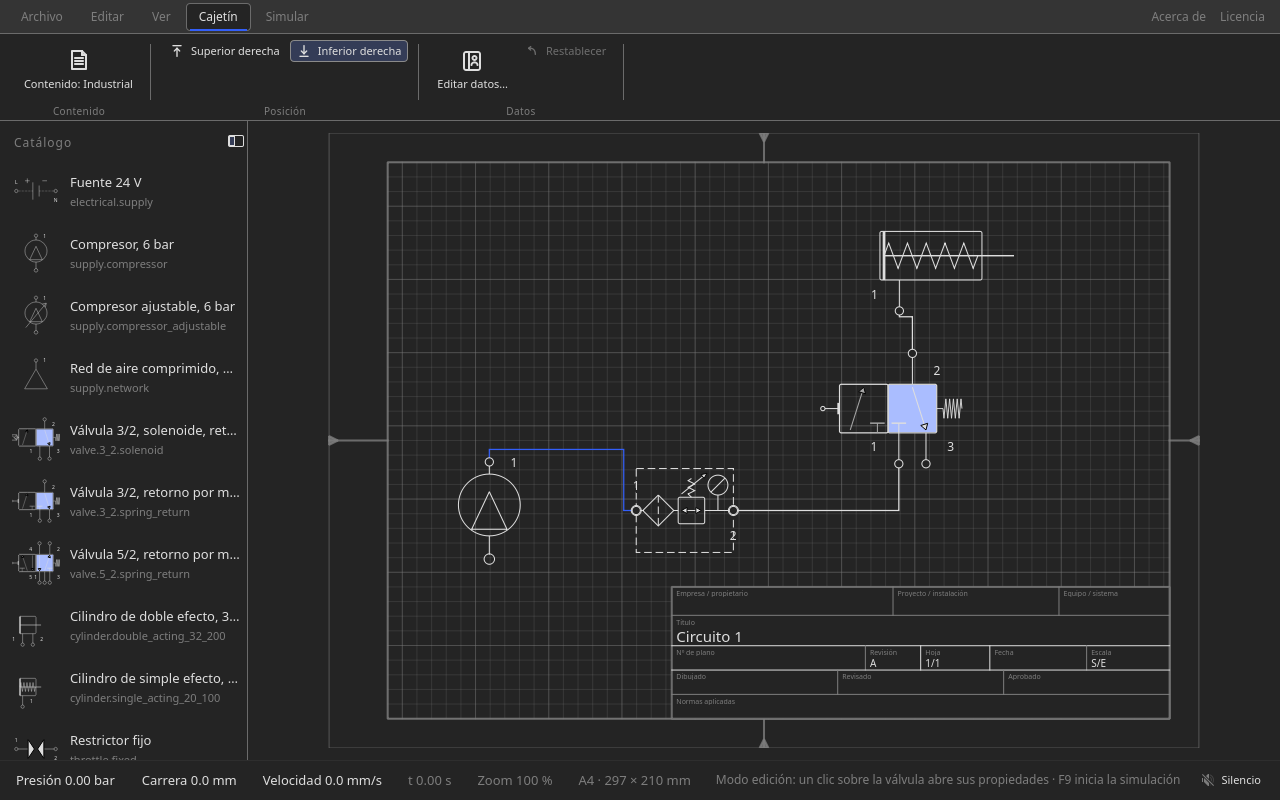 Archivo Editar Ver Cajetín Simular Acerca de Licencia
Contenido: Industrial
Superior derecha Inferior derecha
Editar datos...
Restablecer
Contenido Posición Datos
Catálogo
Fuente 24 V
electrical.supply
Compresor, 6 bar
supply.compressor
Compresor ajustable, 6 bar
supply.compressor_adjustable
Red de aire comprimido, ...
supply.network
Válvula 3/2, solenoide, ret...
valve.3_2.solenoid
Válvula 3/2, retorno por m...
valve.3_2.spring_return
Válvula 5/2, retorno por m...
valve.5_2.spring_return
Cilindro de doble efecto, 3...
cylinder.double_acting_32_200
Cilindro de simple efecto, ...
cylinder.single_acting_20_100
Restrictor fijo
throttle.fixed
1
2
1
3
1
1
2
Empresa / propietario Proyecto / instalación Equipo / sistema
Título
Circuito 1
N° de plano Revisión Hoja Fecha Escala
A 1/1 S/E
Dibujado Revisado Aprobado
Normas aplicadas
Presión 0.00 bar Carrera 0.0 mm Velocidad 0.0 mm/s t 0.00 s Zoom 100 % A4 · 297 × 210 mm Modo edición: un clic sobre la válvula abre sus propiedades · F9 inicia la simulación Silencio